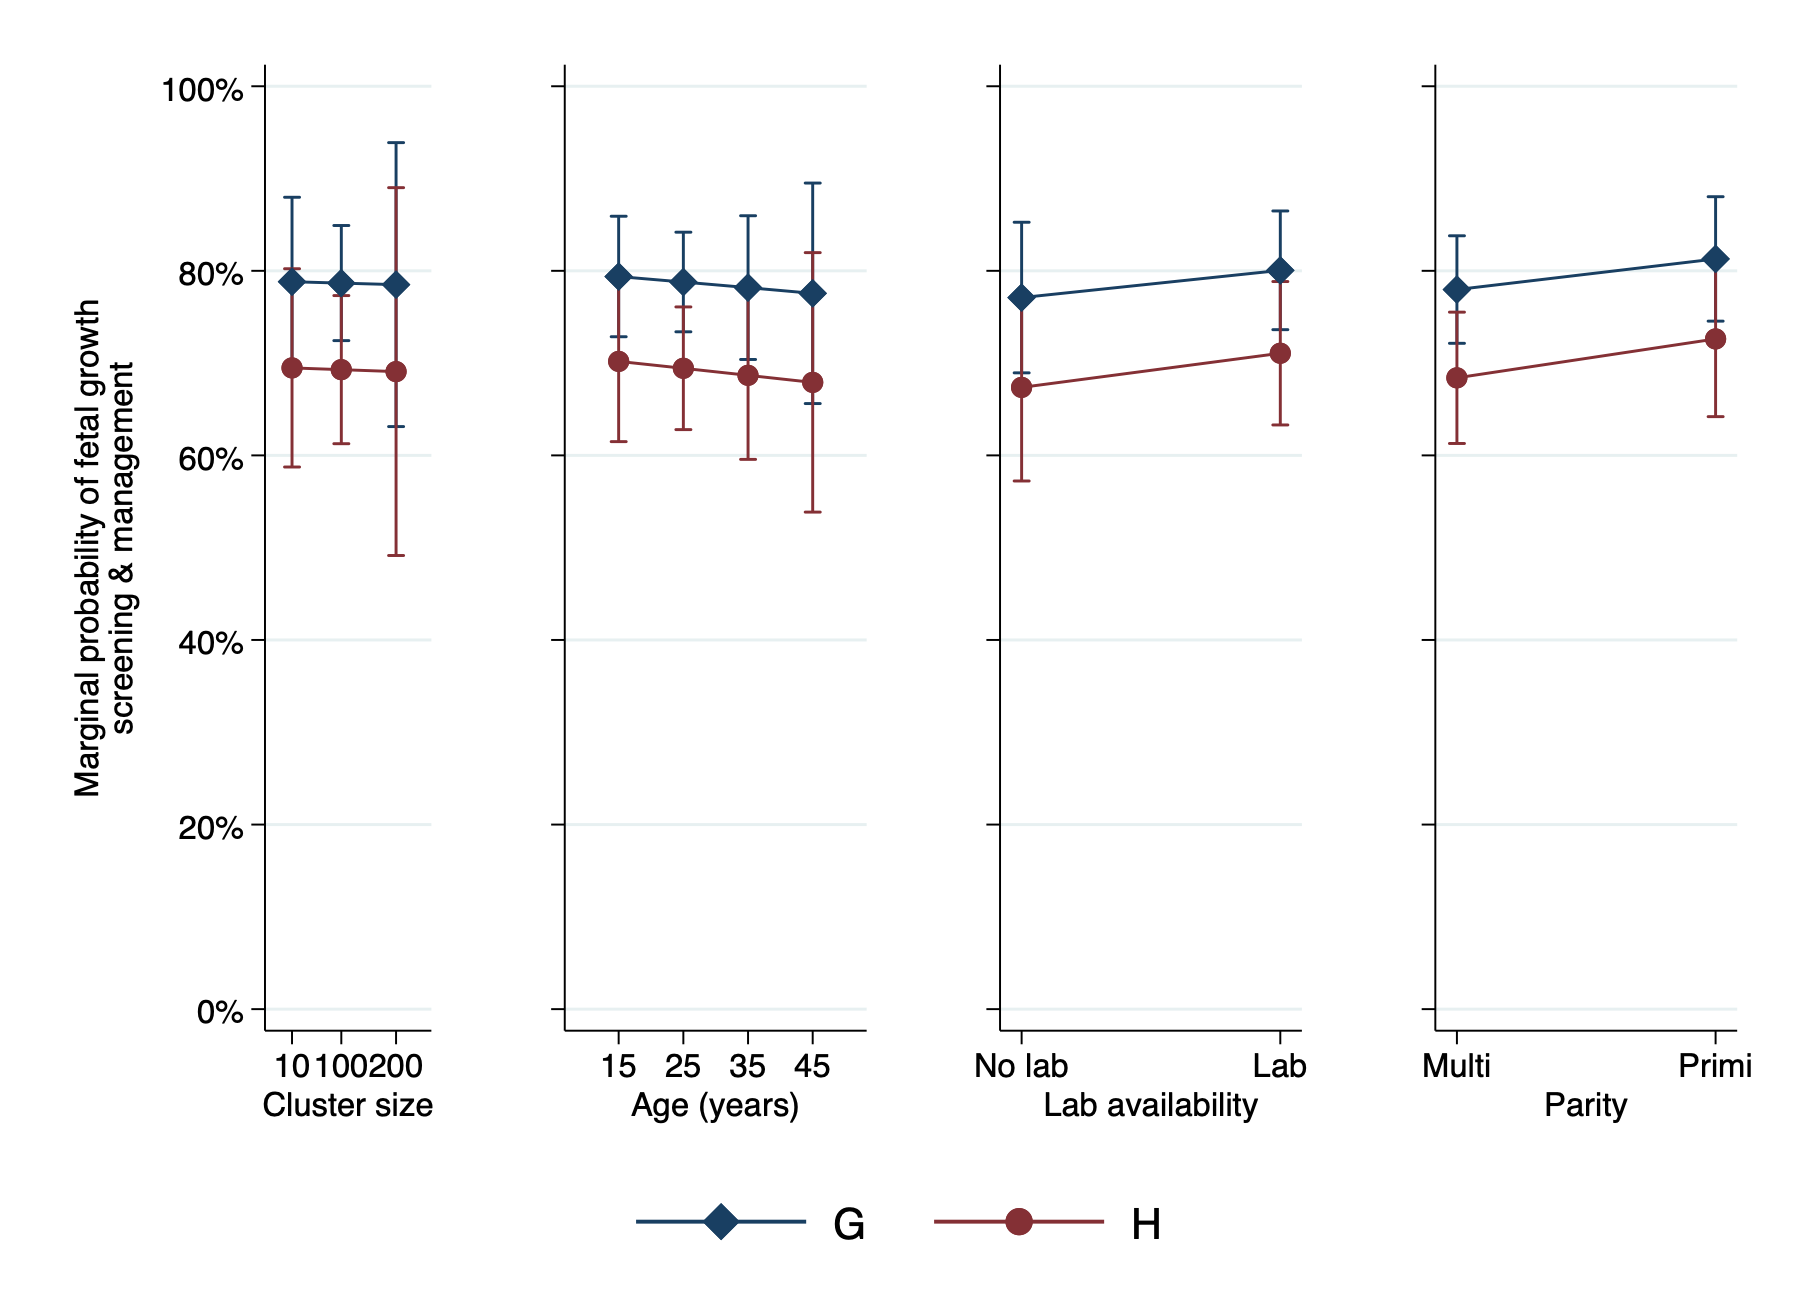 Marginal probability of fetal growth
screening & management
100%
80%
60%
40%
20%
0%
10 100 200
Cluster size
15 25 35 45
Age (years)
No lab Lab
Lab availability
Multi Primi
Parity
G H